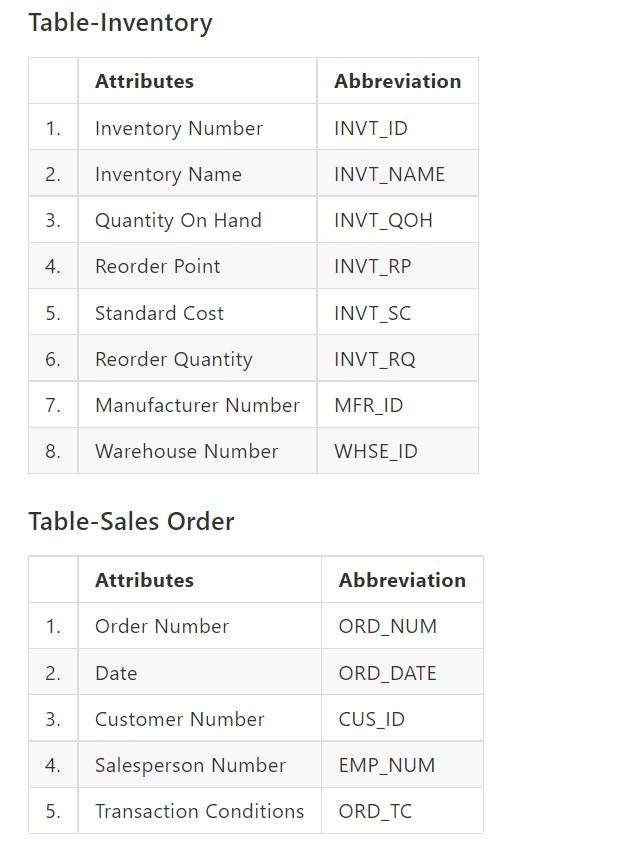 Table-Inventory
Attributes Abbreviation
1. Inventory Number INVT_ID
2. Inventory Name INVT_NAME
3. Quantity On Hand INVT_QOH
4. Reorder Point INVT_RP
5. Standard Cost INVT_SC
6. Reorder Quantity INVT_RQ
7. Manufacturer Number MFR_ID
8. Warehouse Number WHSE_ID
Table-Sales Order
Attributes Abbreviation
1. Order Number ORD_NUM
2. Date ORD_DATE
3. Customer Number CUS_ID
4. Salesperson Number EMP_NUM
5. Transaction Conditions ORD_TC